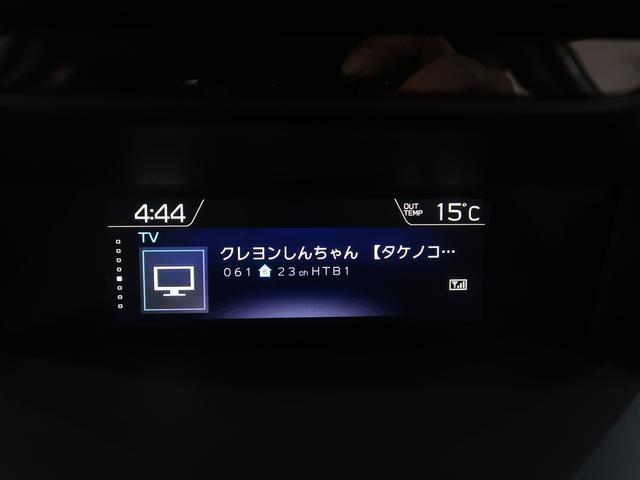 4:44
OUT TEMP 15°C
TV
クレヨンしんちゃん 【タケノコ…
061 23ch HTB1